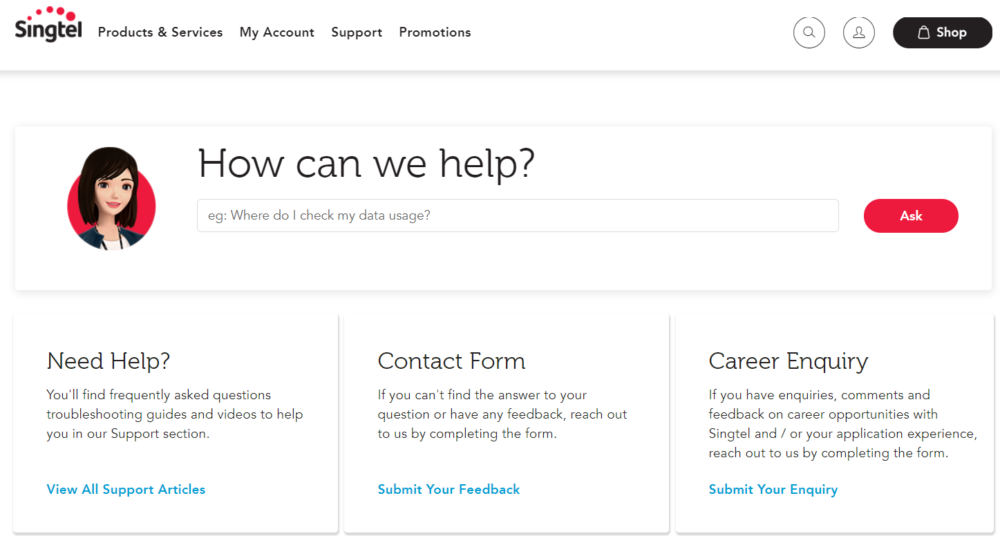 Singtel
Products & Services
My Account
Support
Promotions
Shop
How can we help?
eg: Where do I check my data usage?
Ask
Need Help?
You'll find frequently asked questions
troubleshooting guides and videos to help
you in our Support section.
View All Support Articles
Contact Form
If you can't find the answer to your
question or have any feedback, reach out
to us by completing the form.
Submit Your Feedback
Career Enquiry
If you have enquiries, comments and
feedback on career opportunities with
Singtel and / or your application experience,
reach out to us by completing the form.
Submit Your Enquiry